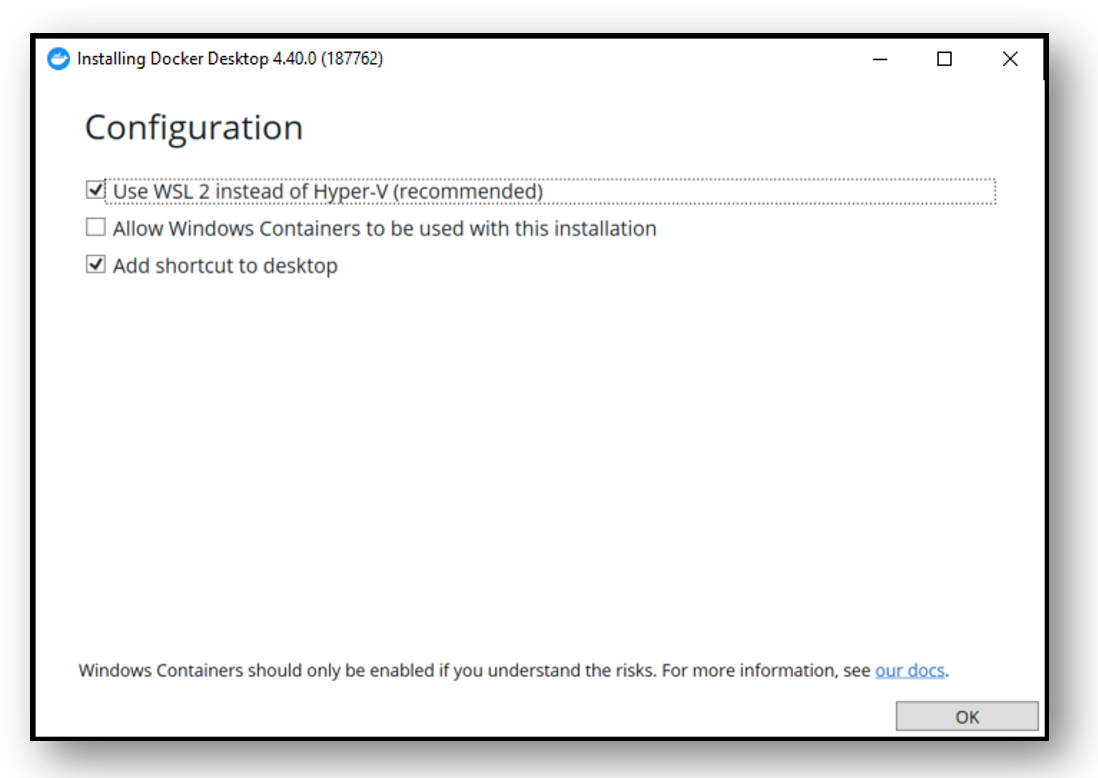 Installing Docker Desktop 4.40.0 (187762)
Configuration
Use WSL 2 instead of Hyper-V (recommended)
Allow Windows Containers to be used with this installation
Add shortcut to desktop
Windows Containers should only be enabled if you understand the risks. For more information, see our docs.
OK